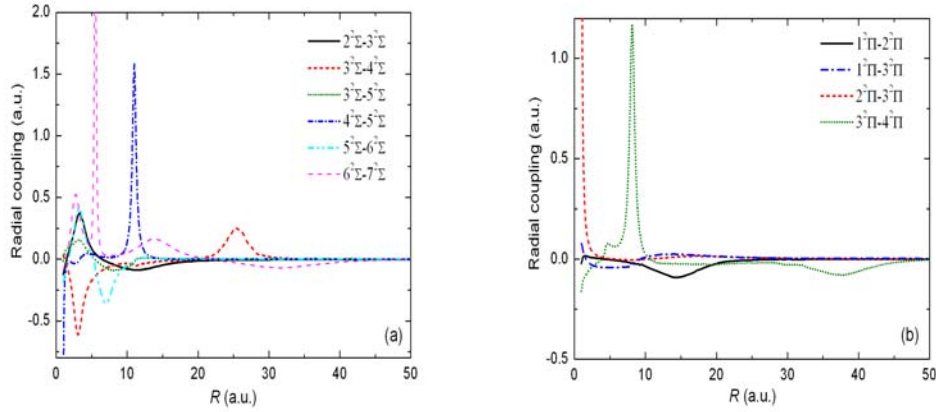 Radial coupling (a.u.)
2.0
1.5
1.0
0.5
0.0
-0.5
0 10 20 30 40 50
R (a.u.)
2²Σ-3²Σ
3²Σ-4²Σ
3²Σ-5²Σ
4²Σ-5²Σ
5²Σ-6²Σ
6²Σ-7²Σ
(a)
Radial coupling (a.u.)
1.0
0.5
0.0
-0.5
0 10 20 30 40 50
R (a.u.)
1²Π-2²Π
1²Π-3²Π
2²Π-3²Π
3²Π-4²Π
(b)